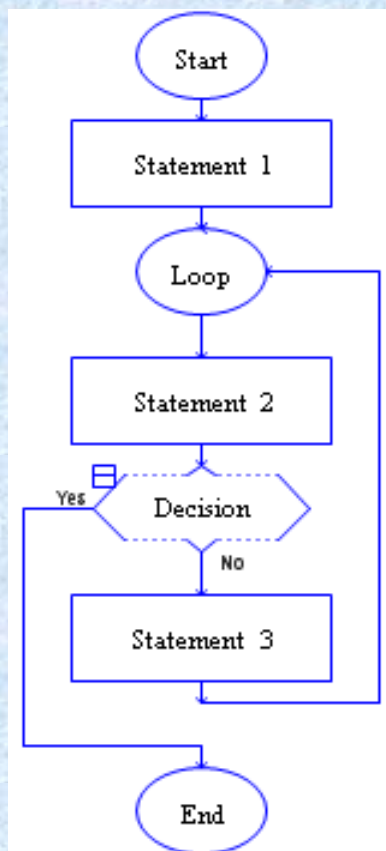 Start
Statement 1
Loop
Statement 2
Yes
Decision
No
Statement 3
End